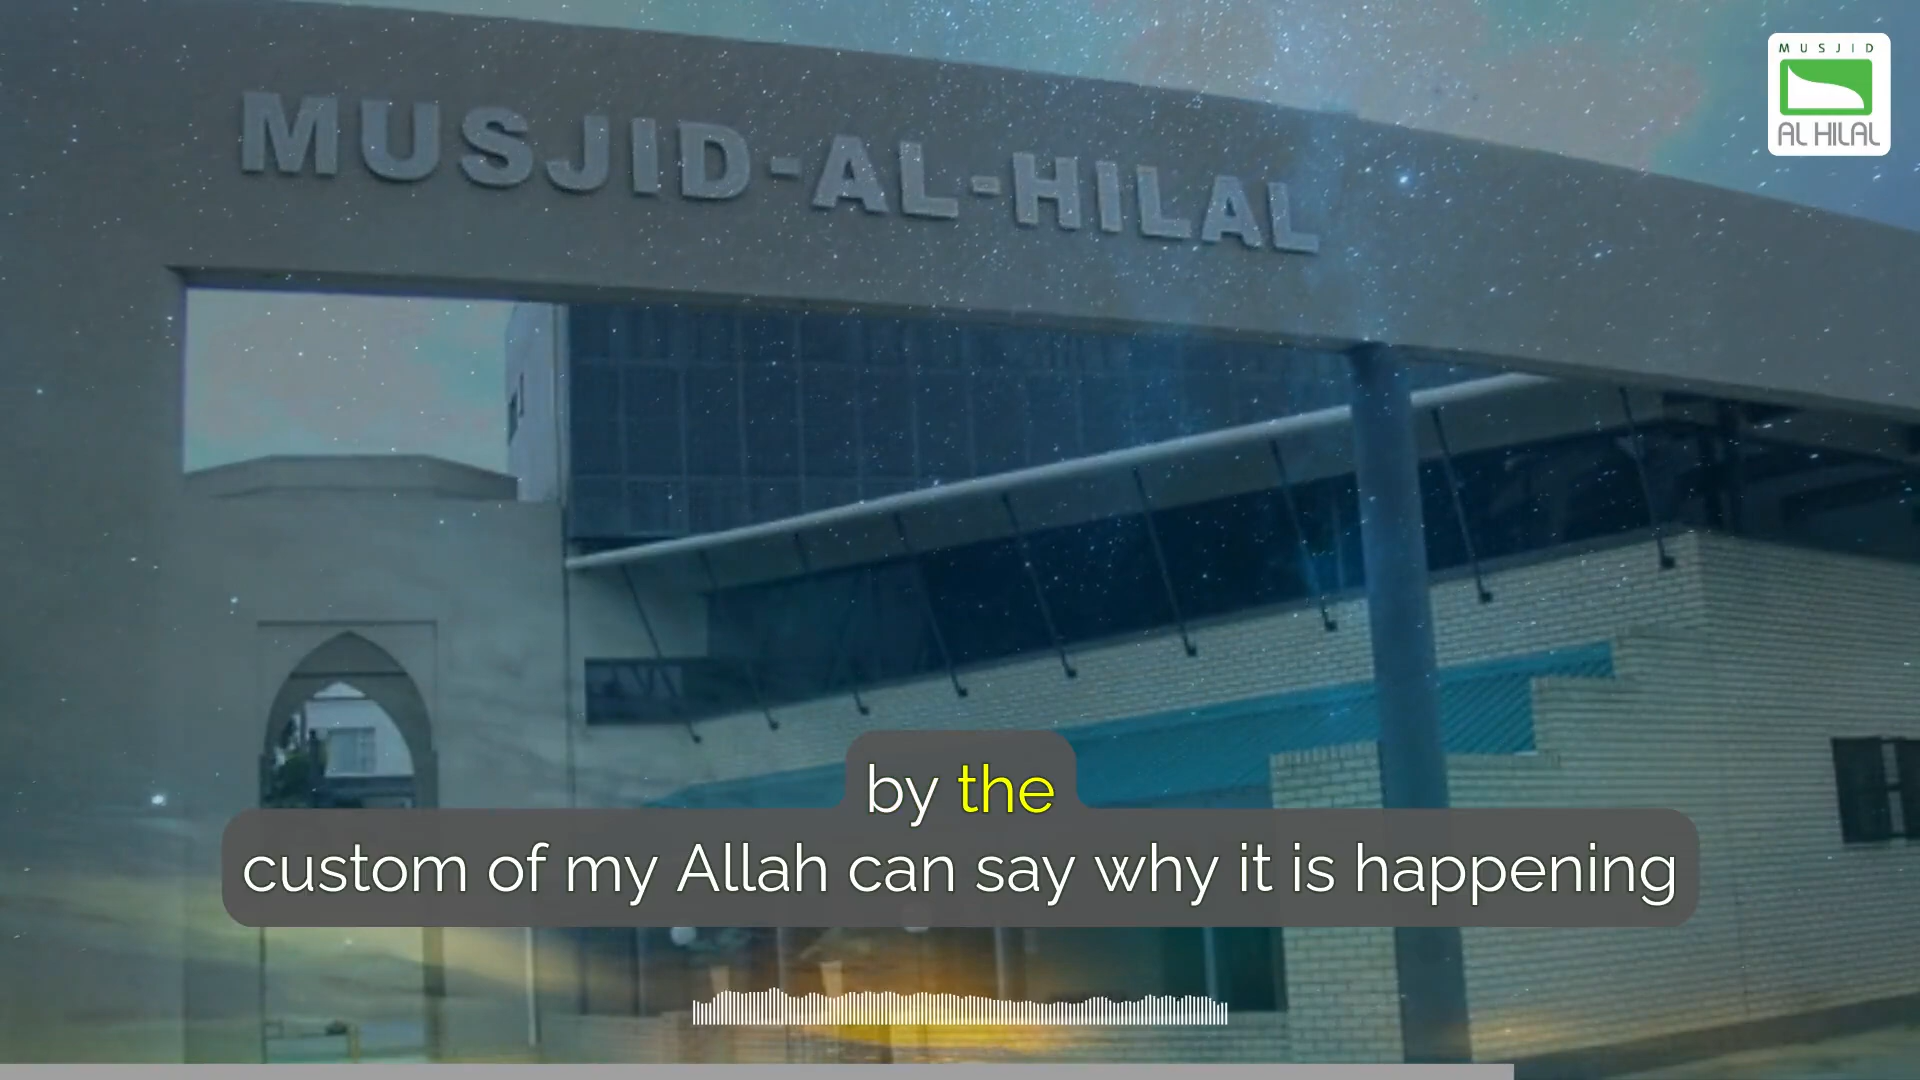 MUSJID-AL-HILAL
MUSJID
AL HILAL
by the
custom of my Allah can say why it is happening